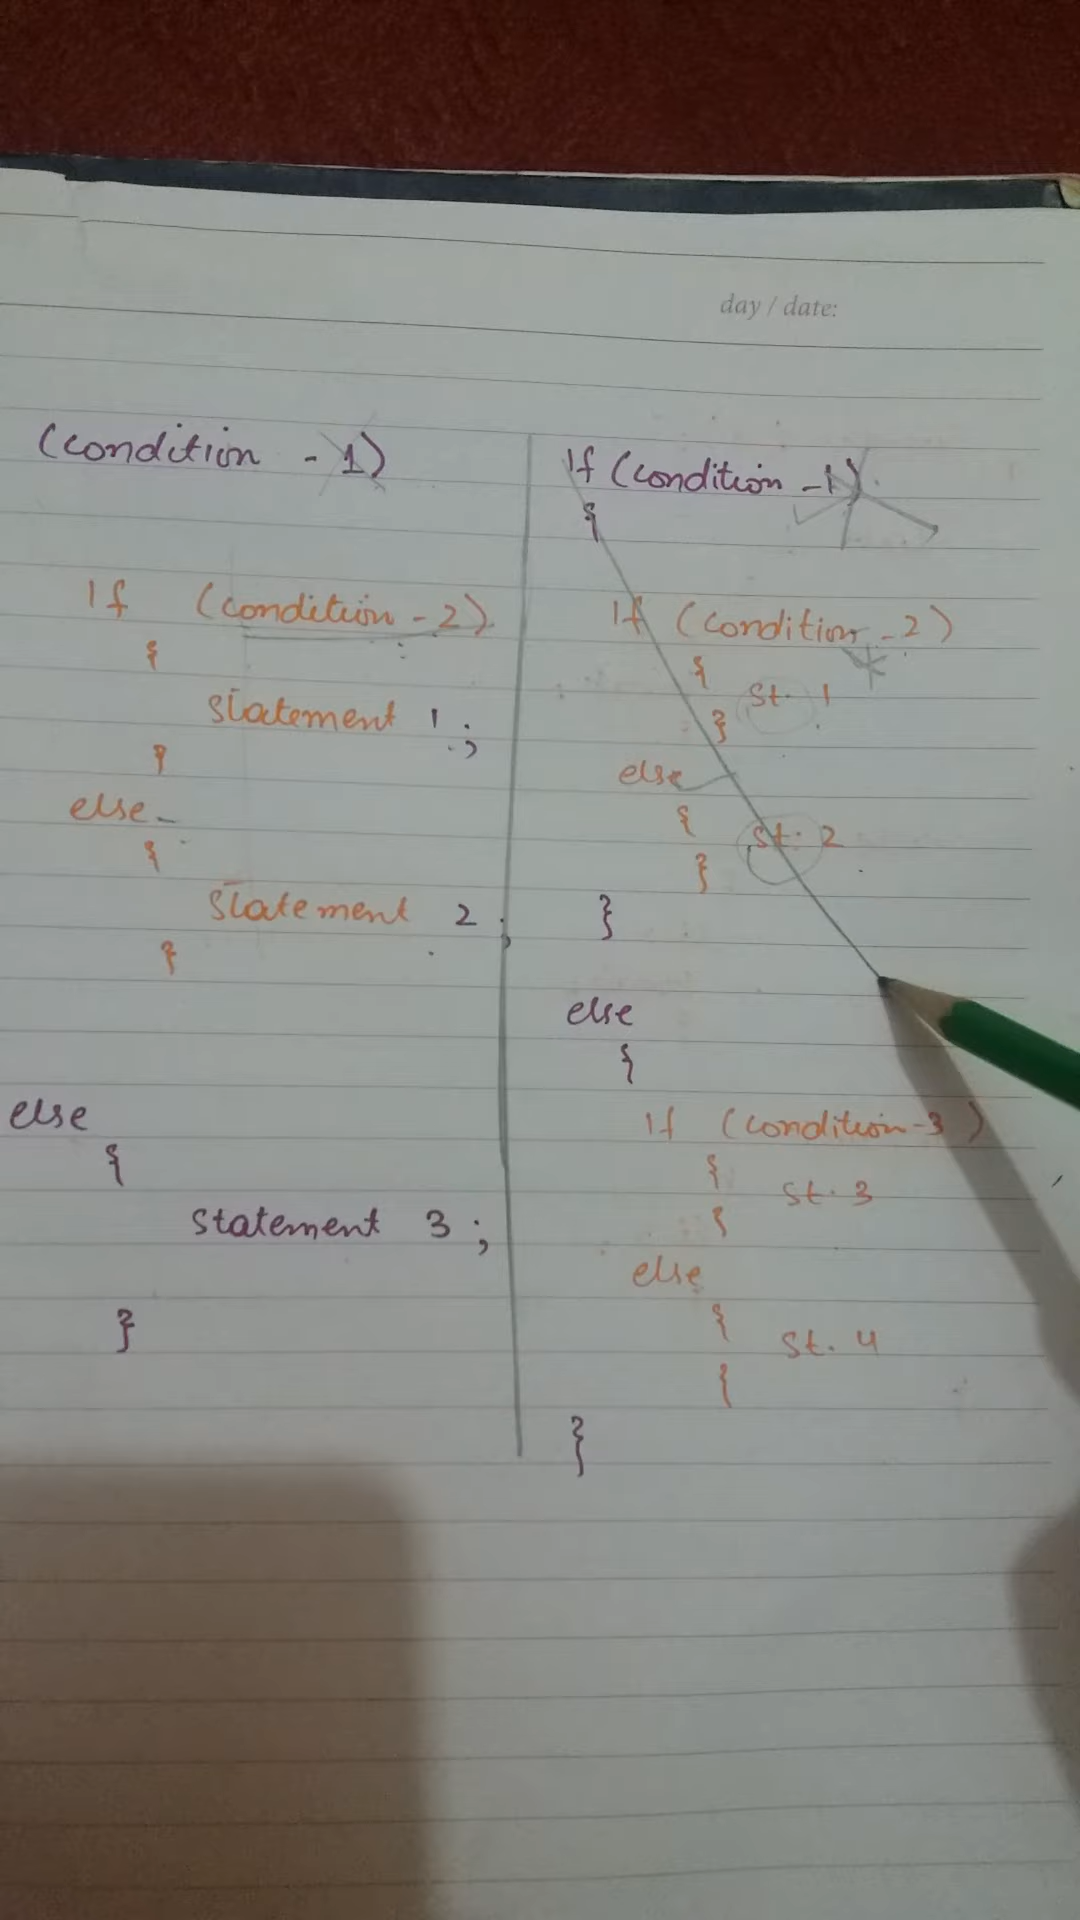 day / date:
(condition - 1)
If (condition - 2)
{
statement 1 ;
}
else
{
statement 2 ;
}
else
{
statement 3 ;
}
If (condition - 1)
{
If (condition - 2)
{
st. 1
}
else
{
st. 2
}
}
else
{
If (condition - 3)
{
st. 3
}
else
{
st. 4
{
}